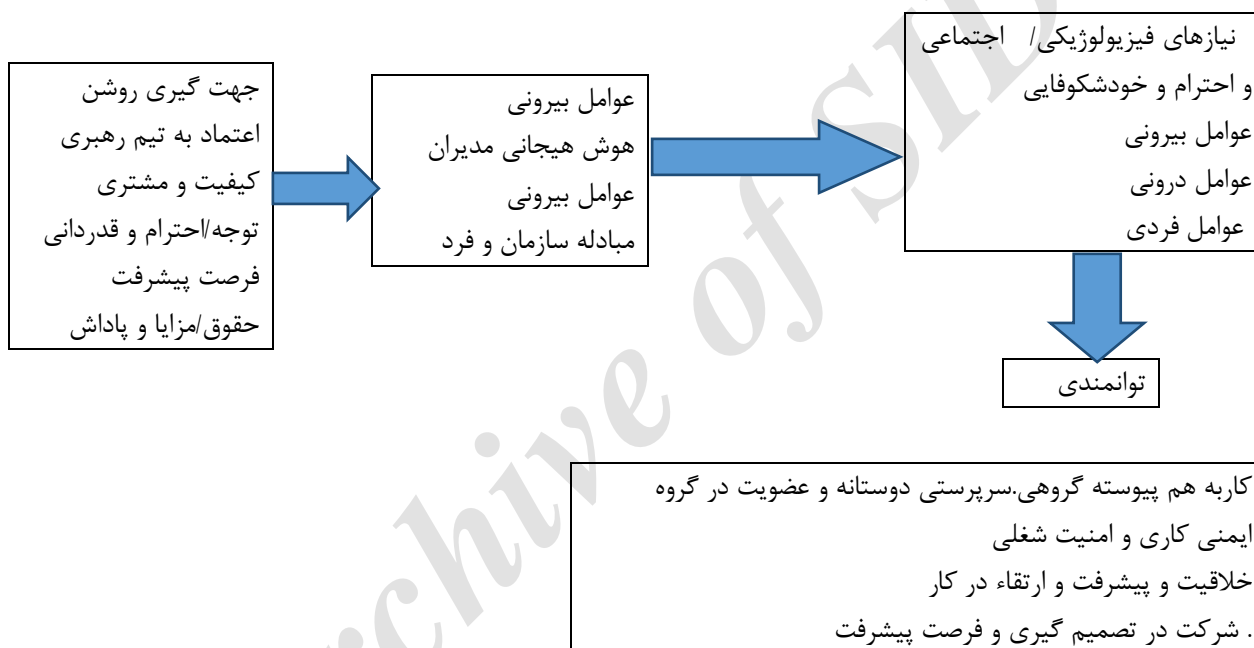 جهت گیری روشن
اعتماد به تیم رهبری
کیفیت و مشتری
توجه/احترام و قدردانی
فرصت پیشرفت
حقوق/مزایا و پاداش
عوامل بیرونی
هوش هیجانی مدیران
عوامل بیرونی
مبادله سازمان و فرد
نیازهای فیزیولوژیکی/ اجتماعی
و احترام و خودشکوفایی
عوامل بیرونی
عوامل درونی
عوامل فردی
توانمندی
کاربه هم پیوسته گروهی.سرپرستی دوستانه و عضویت در گروه
ایمنی کاری و امنیت شغلی
خلاقیت و پیشرفت و ارتقاء در کار
. شرکت در تصمیم گیری و فرصت پیشرفت
Archive of SID